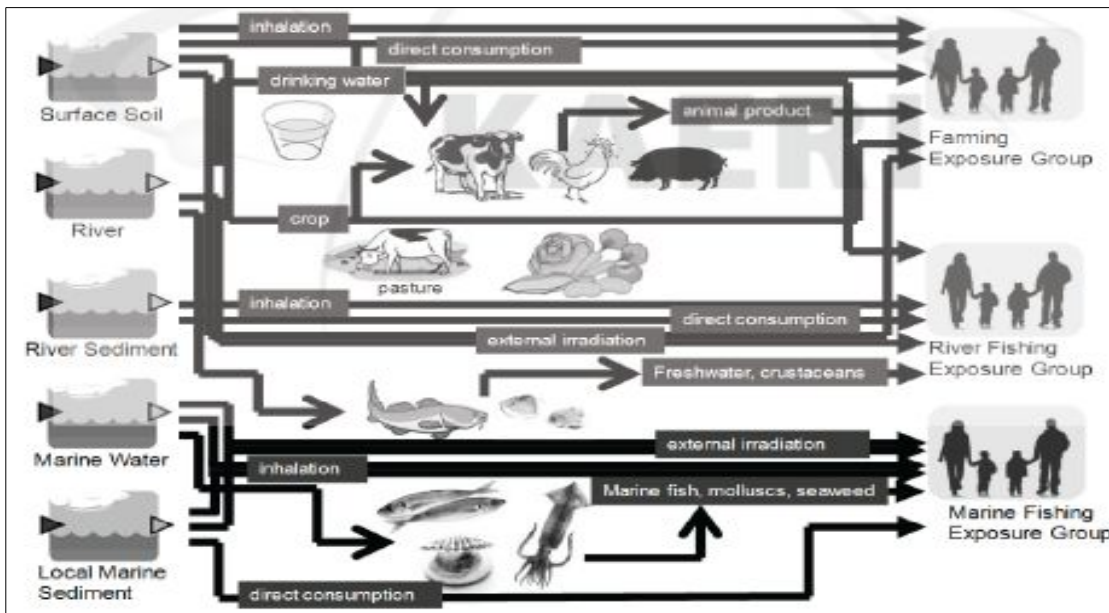 inhalation
direct consumption
drinking water
Surface Soil
animal product
Farming
Exposure Group
KAERI
crop
River
pasture
inhalation
direct consumption
River Sediment
external irradiation
River Fishing
Exposure Group
Freshwater, crustaceans
external irradiation
Marine Water
inhalation
Marine fish, molluscs, seaweed
Marine Fishing
Exposure Group
Local Marine
Sediment
direct consumption